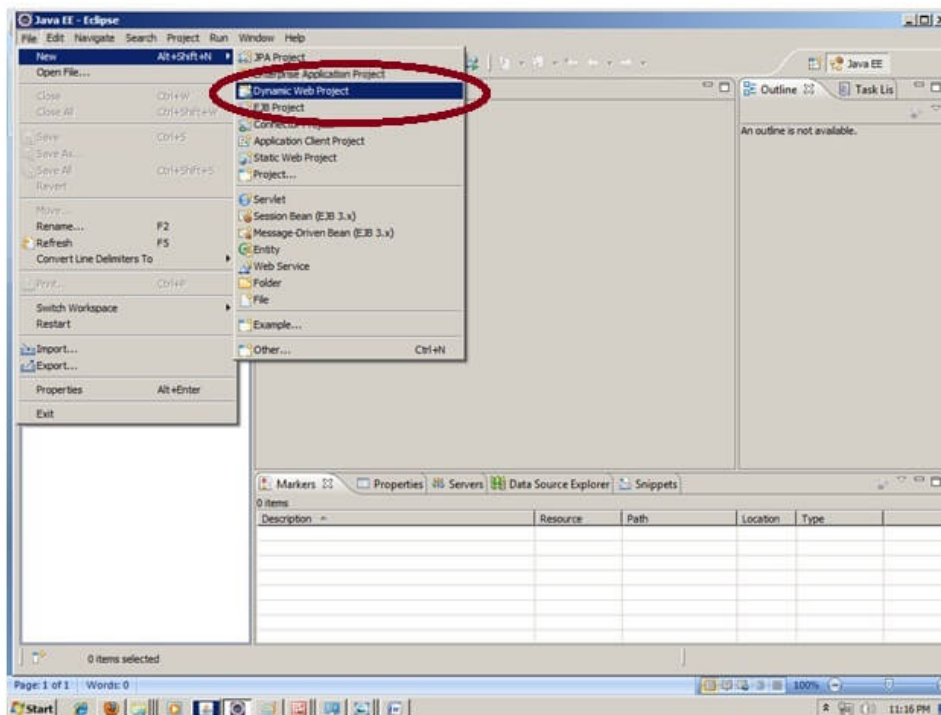 Java EE - Eclipse
File Edit Navigate Search Project Run Window Help
New Alt+Shift+N
Open File...
Close Ctrl+W
Close All Ctrl+Shift+W
Save Ctrl+S
Save As...
Save All Ctrl+Shift+S
Revert
Move...
Rename... F2
Refresh F5
Convert Line Delimiters To
Print... Ctrl+P
Switch Workspace
Restart
Import...
Export...
Properties Alt+Enter
Exit
JPA Project
Enterprise Application Project
Dynamic Web Project
EJB Project
Connector Project
Application Client Project
Static Web Project
Project...
Servlet
Session Bean (EJB 3.x)
Message-Driven Bean (EJB 3.x)
Entity
Web Service
Folder
File
Example...
Other... Ctrl+N
Java EE
Outline Task Lis
An outline is not available.
Markers Properties Servers Data Source Explorer Snippets
0 items
Description Resource Path Location Type
0 items selected
Page: 1 of 1 Words: 0 100%
Start 11:16 PM